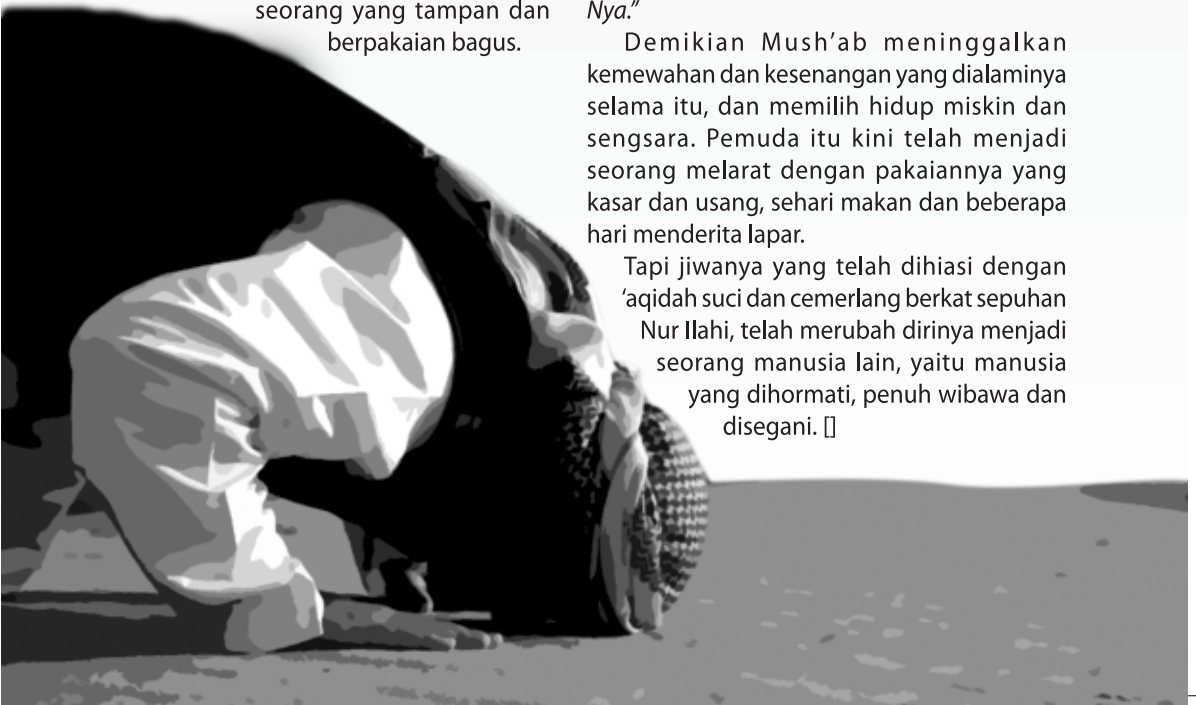 seorang yang tampan dan
berpakaian bagus.
Nya."
Demikian Mush'ab meninggalkan
kemewahan dan kesenangan yang dialaminya
selama itu, dan memilih hidup miskin dan
sengsara. Pemuda itu kini telah menjadi
seorang melarat dengan pakaiannya yang
kasar dan usang, sehari makan dan beberapa
hari menderita lapar.
Tapi jiwanya yang telah dihiasi dengan
‘aqidah suci dan cemerlang berkat sepuhan
Nur Ilahi, telah merubah dirinya menjadi
seorang manusia lain, yaitu manusia
yang dihormati, penuh wibawa dan
disegani. []